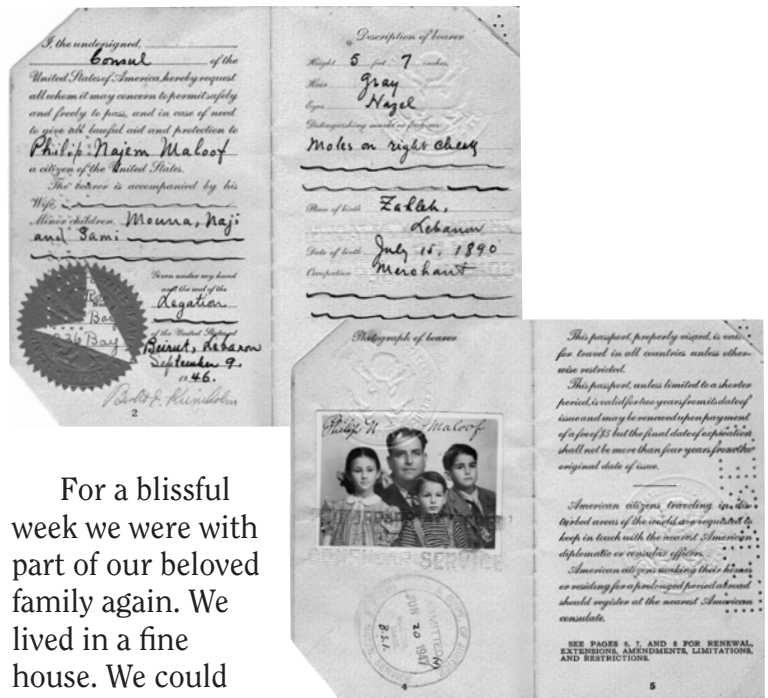 I, the undersigned,
Consul of the
United States of America, hereby request
all whom it may concern to permit safely
and freely to pass, and in case of need
to give all lawful aid and protection to
Philip Najem Maloof
a citizen of the United States.
The bearer is accompanied by his
Wife,
Minor children, Mouna, Naji
and Sami
Given under my hand
and the seal of the
Legation
of the United States at
Beirut, Lebanon
September 9,
1946.
2
Description of bearer
Height 5 feet 7 inches
Hair Gray
Eyes Hazel
Distinguishing marks or features
Moles on right cheek
Place of birth Zahleh,
Lebanon
Date of birth July 15, 1890
Occupation Merchant
Photograph of bearer
Philip N. Maloof
SERVICE
ADMITTED
JUN 20 1947
4
This passport, properly visaed, is valid
for travel in all countries unless other-
wise restricted.
This passport, unless limited to a shorter
period, is valid for two years from its date of
issue and may be renewed upon payment
of a fee of $5 but the final date of expiration
shall not be more than four years from the
original date of issue.
American citizens traveling in dis-
turbed areas of the world are requested to
keep in touch with the nearest American
diplomatic or consular officers.
American citizens making their homes
or residing for a prolonged period abroad
should register at the nearest American
consulate.
SEE PAGES 6, 7, AND 8 FOR RENEWAL,
EXTENSIONS, AMENDMENTS, LIMITATIONS,
AND RESTRICTIONS.
5
For a blissful
week we were with
part of our beloved
family again. We
lived in a fine
house. We could